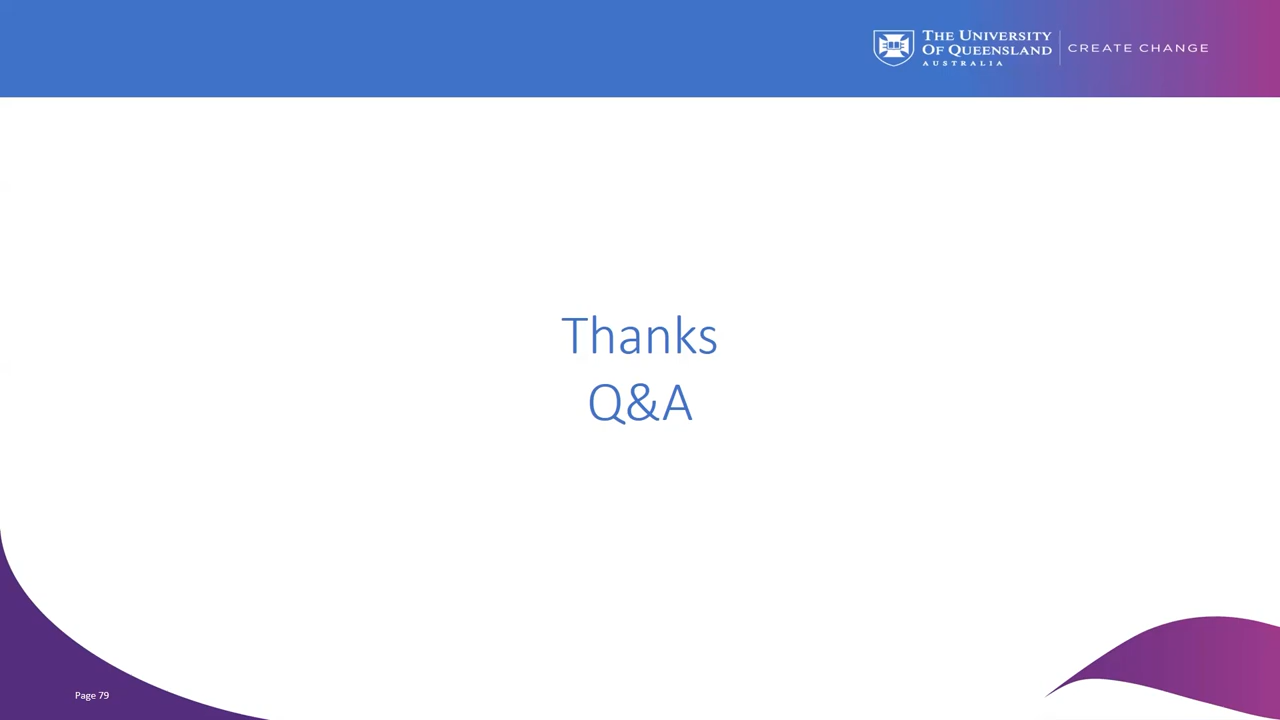 THE UNIVERSITY
OF QUEENSLAND
AUSTRALIA
CREATE CHANGE
Thanks
Q&A
Page 79